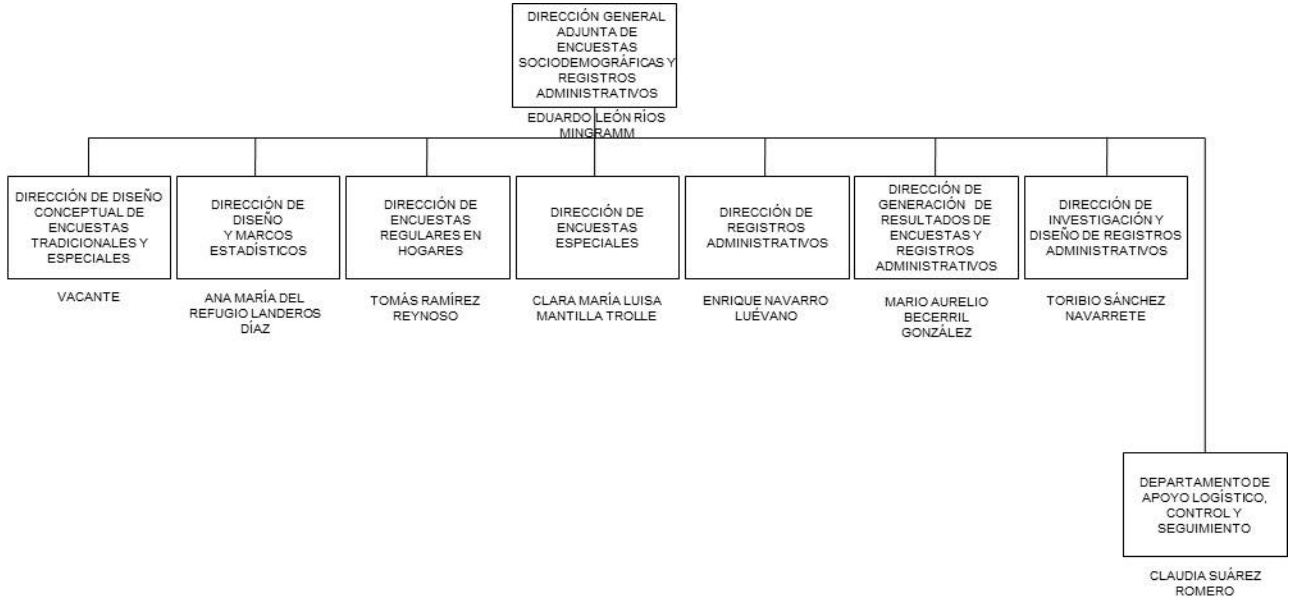 DIRECCIÓN GENERAL
ADJUNTA DE
ENCUESTAS
SOCIODEMOGRÁFICAS Y
REGISTROS
ADMINISTRATIVOS
EDUARDO LEÓN RÍOS
MINGRAMM
DIRECCIÓN DE DISEÑO
CONCEPTUAL DE
ENCUESTAS
TRADICIONALES Y
ESPECIALES
VACANTE
DIRECCIÓN DE
DISEÑO
Y MARCOS
ESTADÍSTICOS
ANA MARÍA DEL
REFUGIO LANDEROS
DÍAZ
DIRECCIÓN DE
ENCUESTAS
REGULARES EN
HOGARES
TOMÁS RAMÍREZ
REYNOSO
DIRECCIÓN DE
ENCUESTAS
ESPECIALES
CLARA MARÍA LUISA
MANTILLA TROLLE
DIRECCIÓN DE
REGISTROS
ADMINISTRATIVOS
ENRIQUE NAVARRO
LUÉVANO
DIRECCIÓN DE
GENERACIÓN DE
RESULTADOS DE
ENCUESTAS Y
REGISTROS
ADMINISTRATIVOS
MARIO AURELIO
BECERRIL
GONZÁLEZ
DIRECCIÓN DE
INVESTIGACIÓN Y
DISEÑO DE REGISTROS
ADMINISTRATIVOS
TORIBIO SÁNCHEZ
NAVARRETE
DEPARTAMENTO DE
APOYO LOGÍSTICO,
CONTROL Y
SEGUIMIENTO
CLAUDIA SUÁREZ
ROMERO